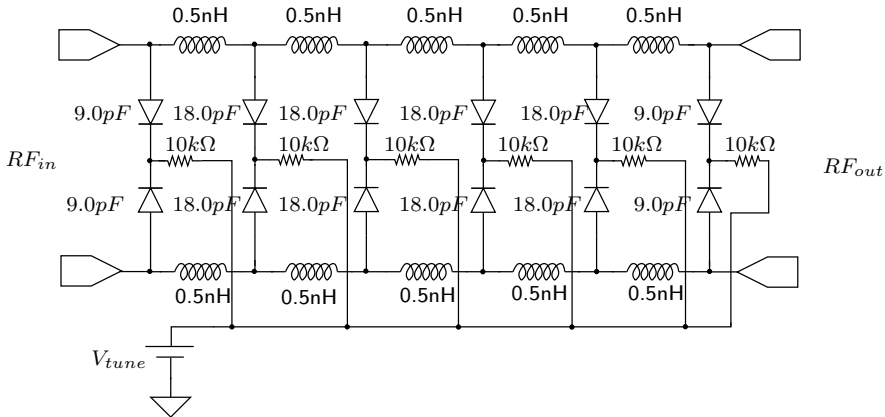 0.5nH 0.5nH 0.5nH 0.5nH 0.5nH
9.0pF 18.0pF 18.0pF 18.0pF 18.0pF 9.0pF
10kΩ 10kΩ 10kΩ 10kΩ 10kΩ 10kΩ
RF_in RF_out
9.0pF 18.0pF 18.0pF 18.0pF 18.0pF 9.0pF
0.5nH 0.5nH 0.5nH 0.5nH 0.5nH
V_tune